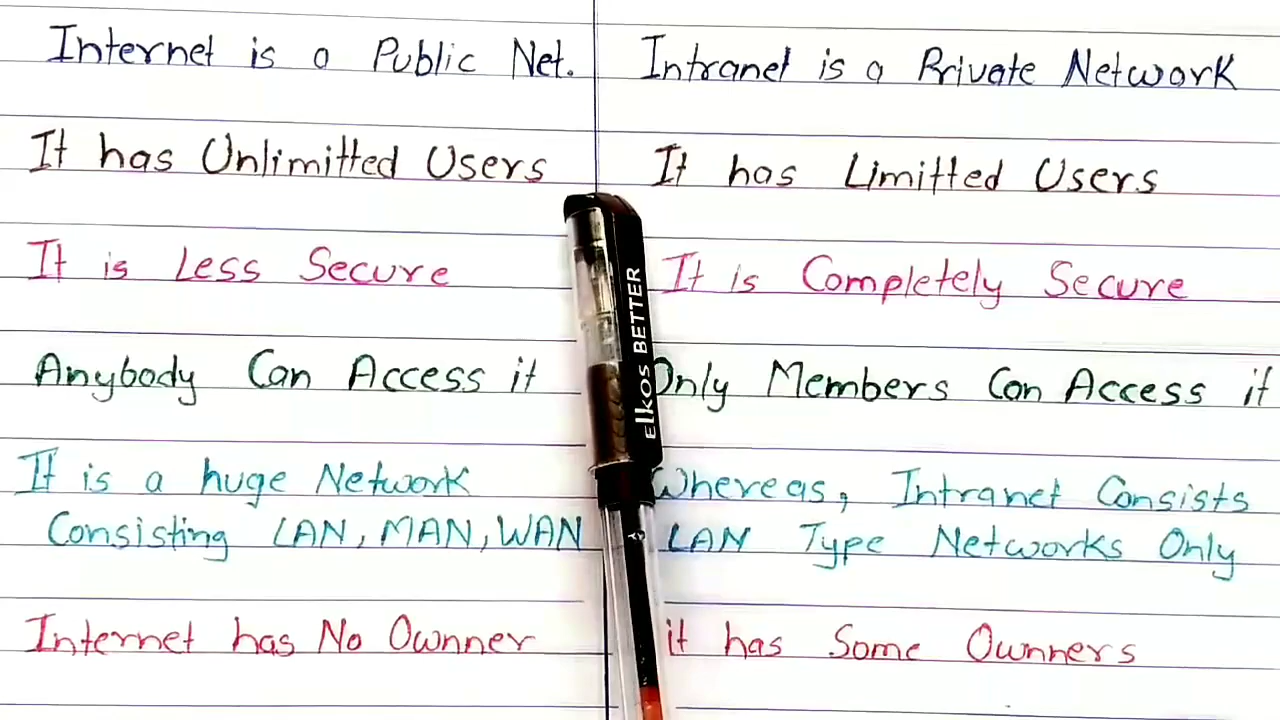 Internet is a Public Net.
It has Unlimitted Users
It is Less Secure
Anybody Can Access it
It is a huge Network
Consisting LAN, MAN, WAN
Internet has No Ownner
Intranet is a Private Network
It has Limitted Users
It is Completely Secure
Only Members Can Access it
Whereas, Intranet Consists
LAN Type Networks Only
it has Some Ownners
elkos BETTER